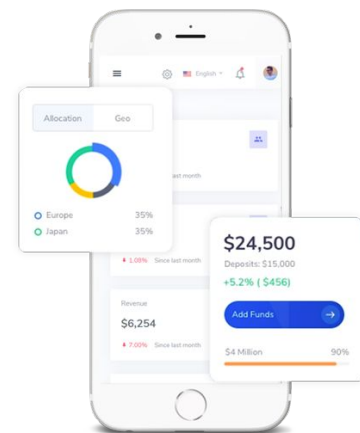 English
Allocation Geo
Europe 35%
Japan 35%
last month
1.08% Since last month
Revenue
$6,254
7.00% Since last month
$24,500
Deposits: $15,000
+5.2% ( $456)
Add Funds
$4 Million 90%